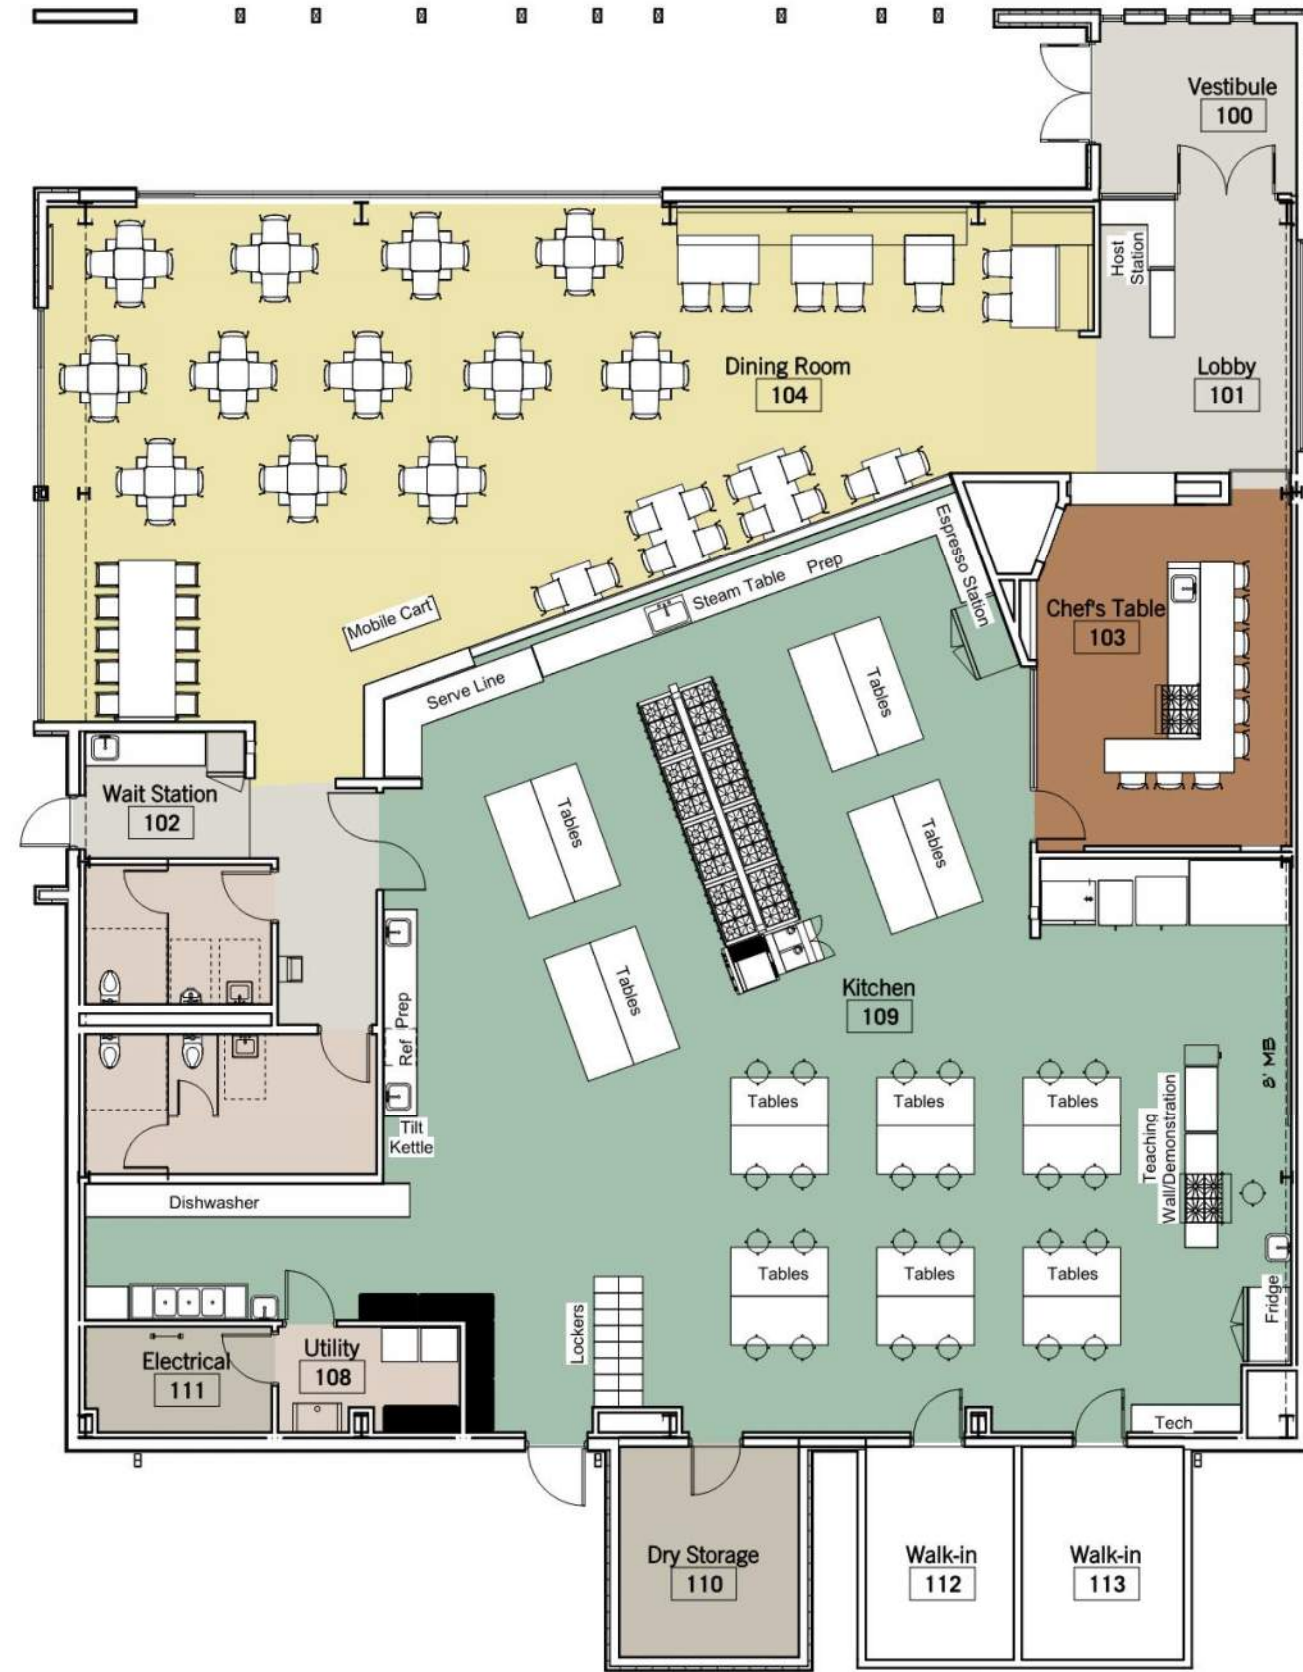 Vestibule
100
Host
Station
Dining Room
104
Lobby
101
Espresso Station
Steam Table
Prep
Mobile Cart
Serve Line
Chef's Table
103
Tables
Tables
Tables
Tables
Wait Station
102
Prep
Ref
Tilt
Kettle
Kitchen
109
8' MB
Tables
Tables
Tables
Teaching
Wall/Demonstration
Dishwasher
Tables
Tables
Tables
Fridge
Lockers
Electrical
111
Utility
108
Tech
Dry Storage
110
Walk-in
112
Walk-in
113